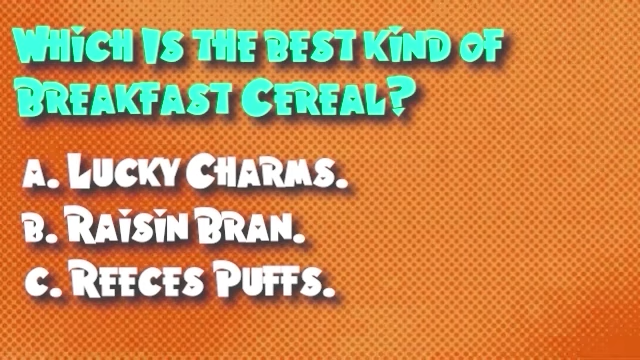 Which Is the best kind of
Breakfast Cereal?
a. Lucky Charms.
b. Raisin Bran.
c. Reeces Puffs.